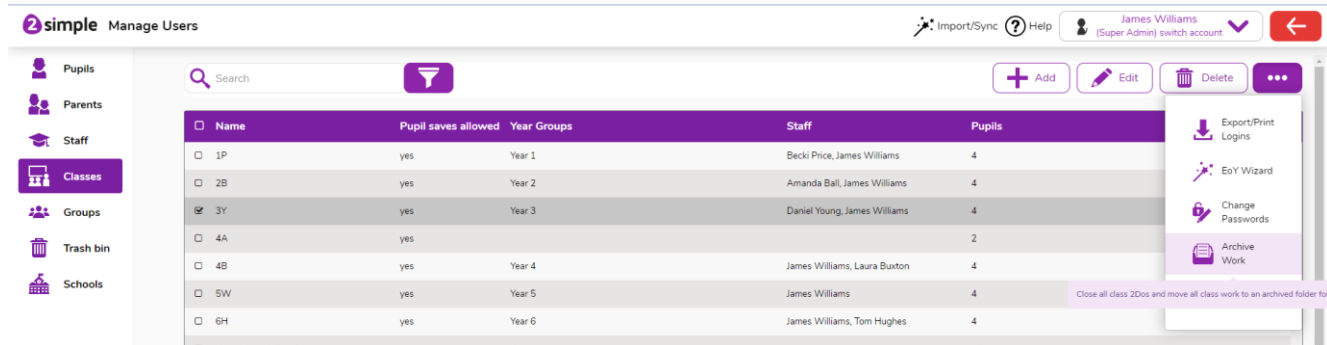 2simple Manage Users
Import/Sync ? Help
James Williams
(Super Admin) switch account
Pupils
Parents
Staff
Classes
Groups
Trash bin
Schools
Search
Add
Edit
Delete
Name Pupil saves allowed Year Groups Staff Pupils
1P yes Year 1 Becki Price, James Williams 4
2B yes Year 2 Amanda Ball, James Williams 4
3Y yes Year 3 Daniel Young, James Williams 4
4A yes 2
4B yes Year 4 James Williams, Laura Buxton 4
5W yes Year 5 James Williams 4
6H yes Year 6 James Williams, Tom Hughes 4
Export/Print
Logins
EoY Wizard
Change
Passwords
Archive
Work
Close all class 2Dos and move all class work to an archived folder fo